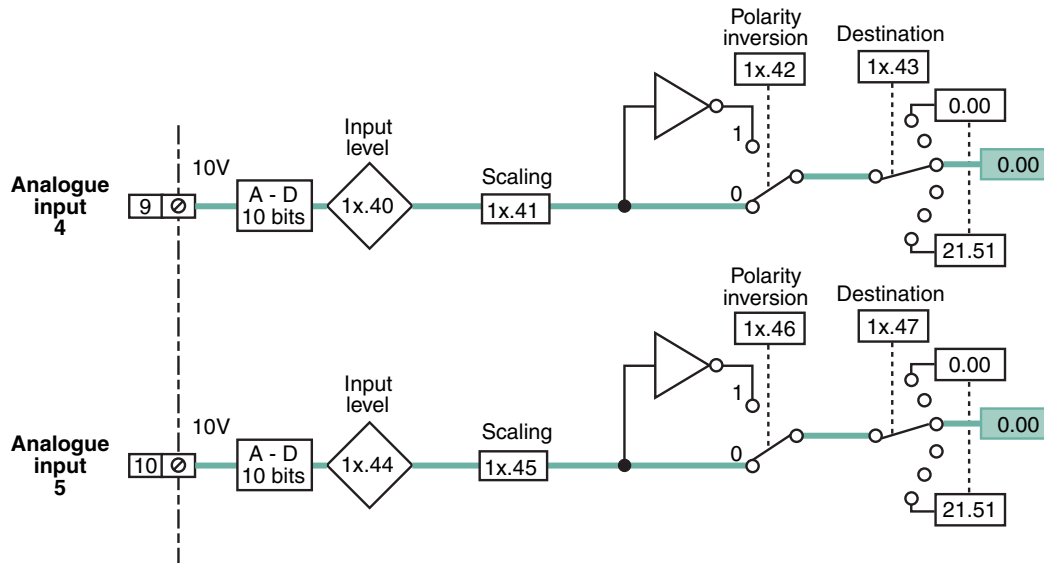 Polarity
inversion
Destination
1x.42
1x.43
0.00
1
Input
level
10V
Scaling
0.00
Analogue
input
4
9
A - D
10 bits
1x.40
1x.41
0
21.51
Polarity
inversion
Destination
1x.46
1x.47
0.00
1
Input
level
10V
Scaling
0.00
Analogue
input
5
10
A - D
10 bits
1x.44
1x.45
0
21.51